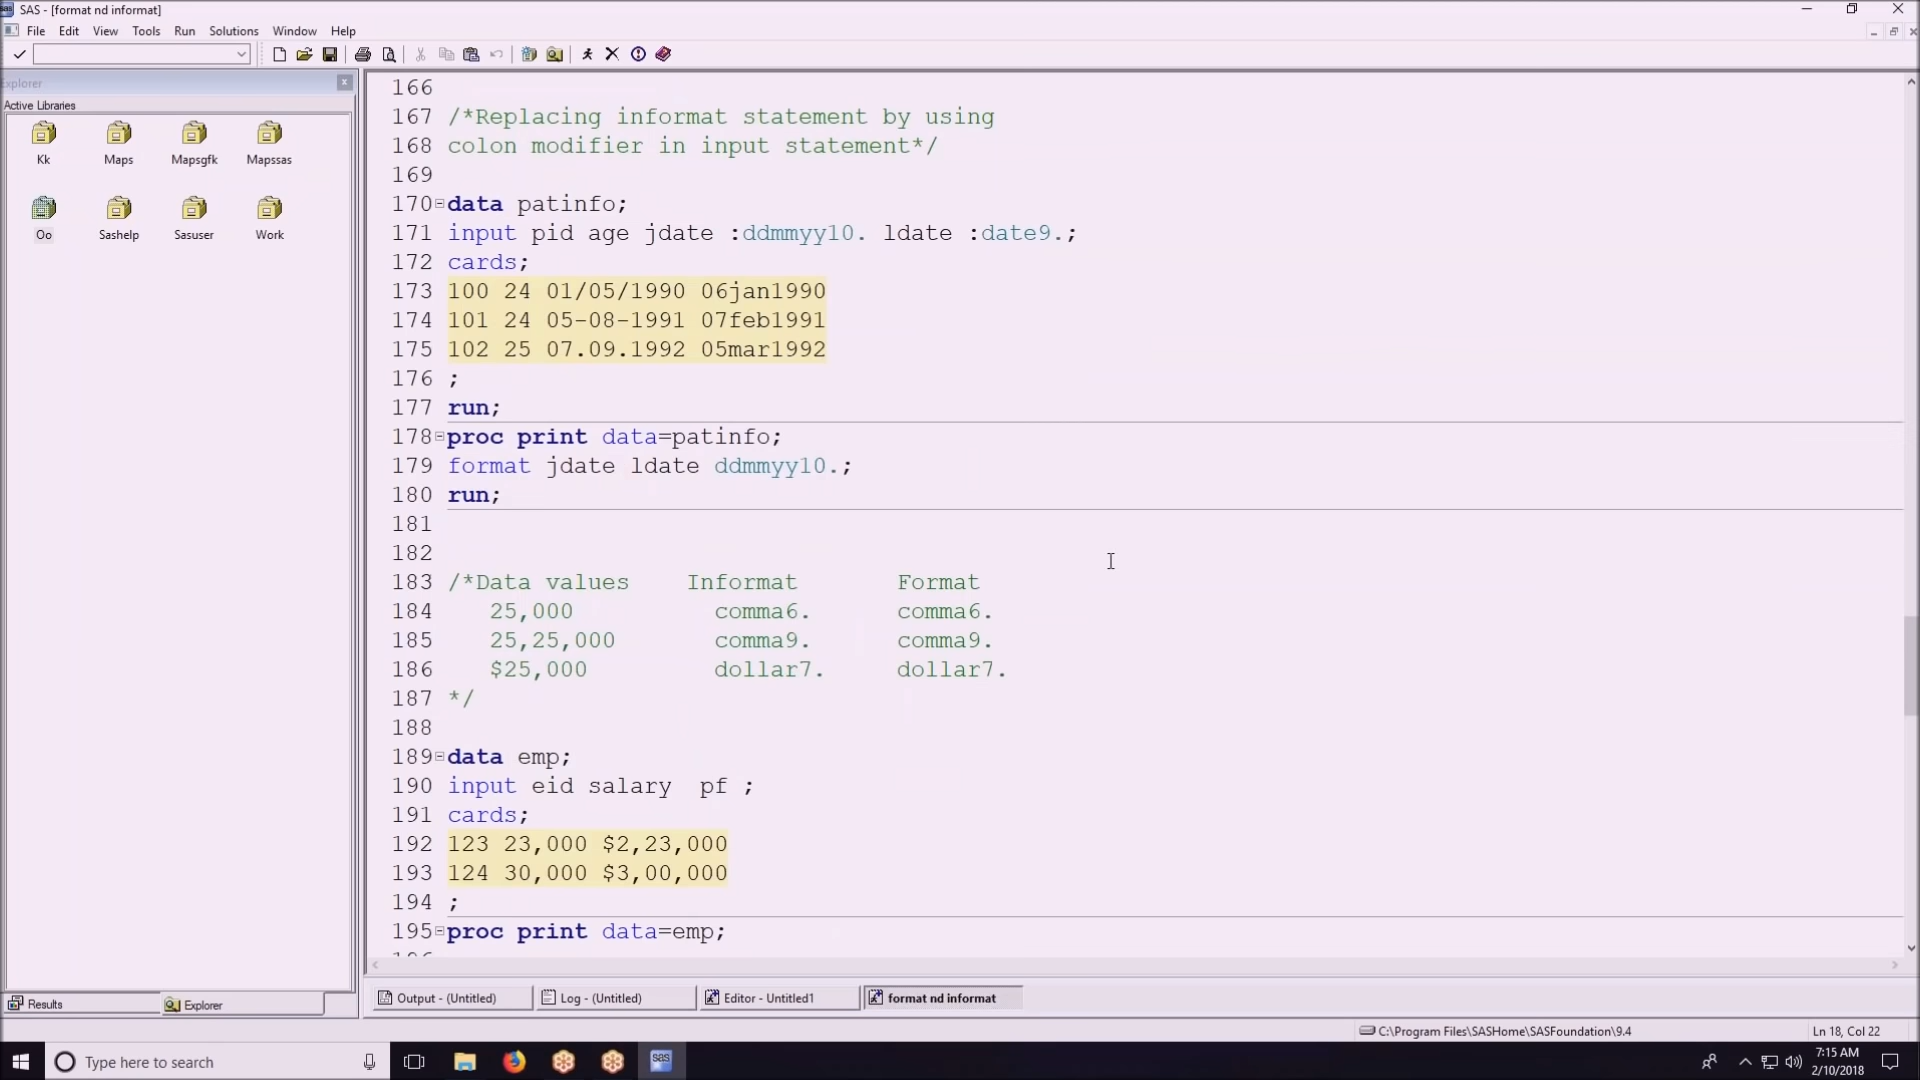 SAS - [format nd informat]
File Edit View Tools Run Solutions Window Help
Explorer
Active Libraries
Kk Maps Mapsgfk Mapssas
Oo Sashelp Sasuser Work
166
167 /*Replacing informat statement by using
168 colon modifier in input statement*/
169
170 data patinfo;
171 input pid age jdate :ddmmyy10. ldate :date9.;
172 cards;
173 100 24 01/05/1990 06jan1990
174 101 24 05-08-1991 07feb1991
175 102 25 07.09.1992 05mar1992
176 ;
177 run;
178 proc print data=patinfo;
179 format jdate ldate ddmmyy10.;
180 run;
181
182
183 /*Data values Informat Format
184 25,000 comma6. comma6.
185 25,25,000 comma9. comma9.
186 $25,000 dollar7. dollar7.
187 */
188
189 data emp;
190 input eid salary pf ;
191 cards;
192 123 23,000 $2,23,000
193 124 30,000 $3,00,000
194 ;
195 proc print data=emp;
Results Explorer
Output - (Untitled) Log - (Untitled) Editor - Untitled1 format nd informat
C:\Program Files\SASHome\SASFoundation\9.4 Ln 18, Col 22
Type here to search
sas
7:15 AM
2/10/2018